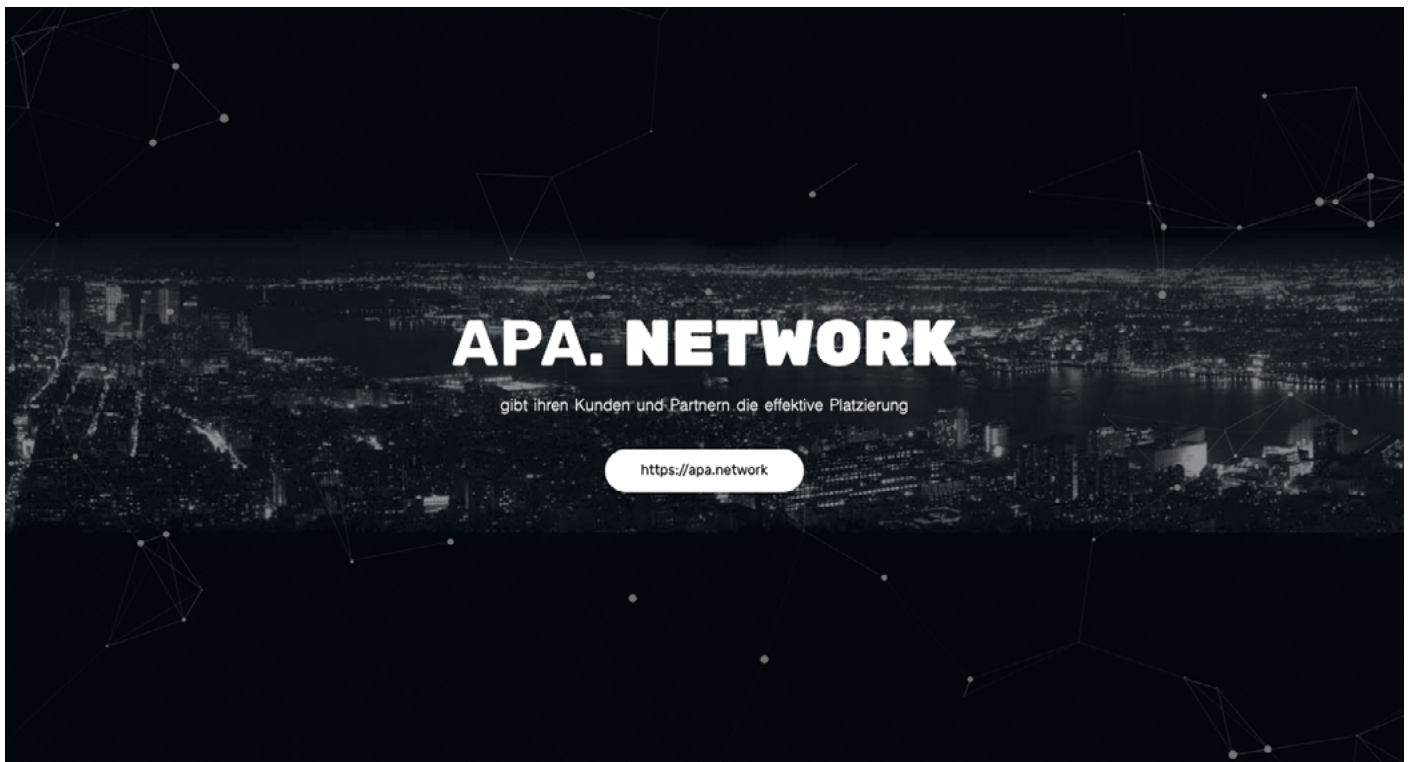 APA. NETWORK
gibt ihren Kunden und Partnern die effektive Platzierung
https://apa.network